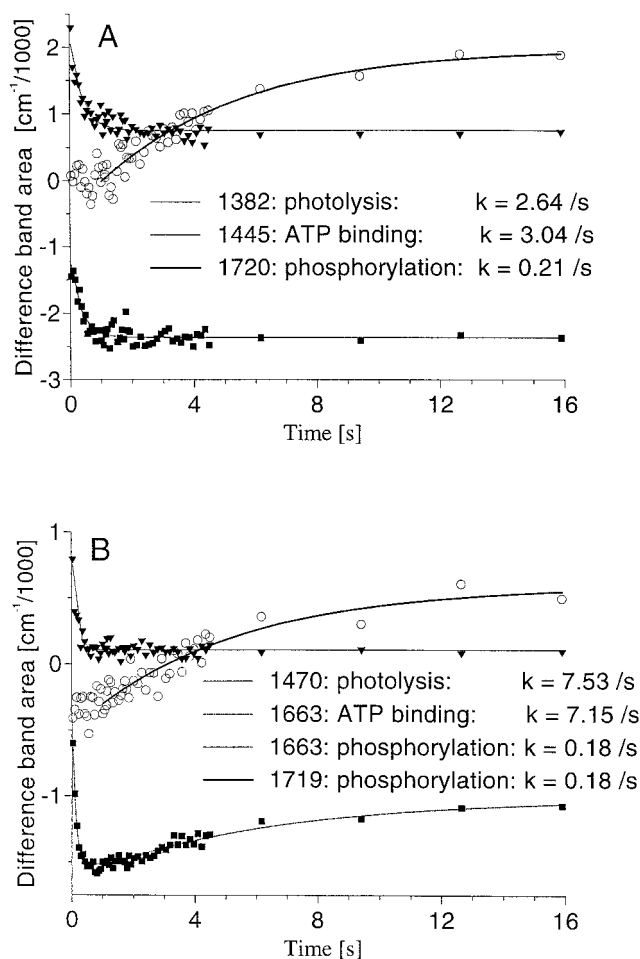 A
Difference band area [cm⁻¹/1000]
2
1
0
-1
-2
-3
1382: photolysis: k = 2.64 /s
1445: ATP binding: k = 3.04 /s
1720: phosphorylation: k = 0.21 /s
0 4 8 12 16
Time [s]
B
Difference band area [cm⁻¹/1000]
1
0
-1
1470: photolysis: k = 7.53 /s
1663: ATP binding: k = 7.15 /s
1663: phosphorylation: k = 0.18 /s
1719: phosphorylation: k = 0.18 /s
0 4 8 12 16
Time [s]